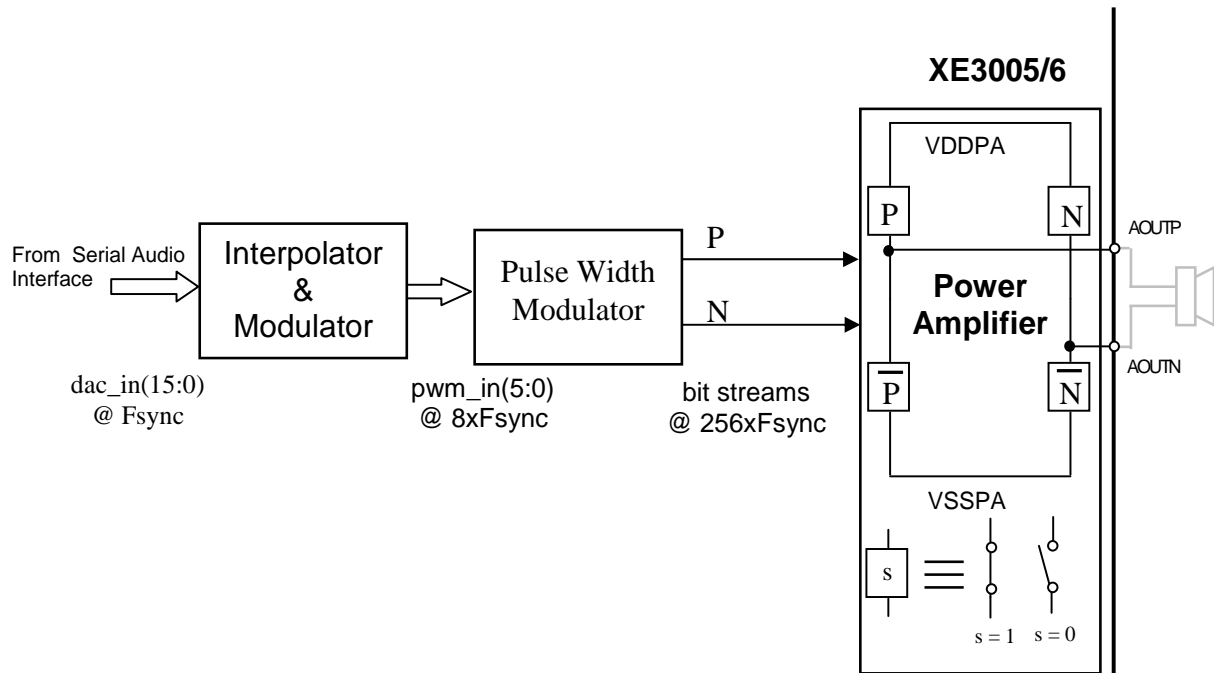 XE3005/6
VDDPA
P
N
From Serial Audio
Interface
Interpolator
&
Modulator
Pulse Width
Modulator
P
N
Power
Amplifier
AOUTP
AOUTN
dac_in(15:0)
@ Fsync
pwm_in(5:0)
@ 8xFsync
bit streams
@ 256xFsync
P̅
N̅
VSSPA
s
s = 1
s = 0